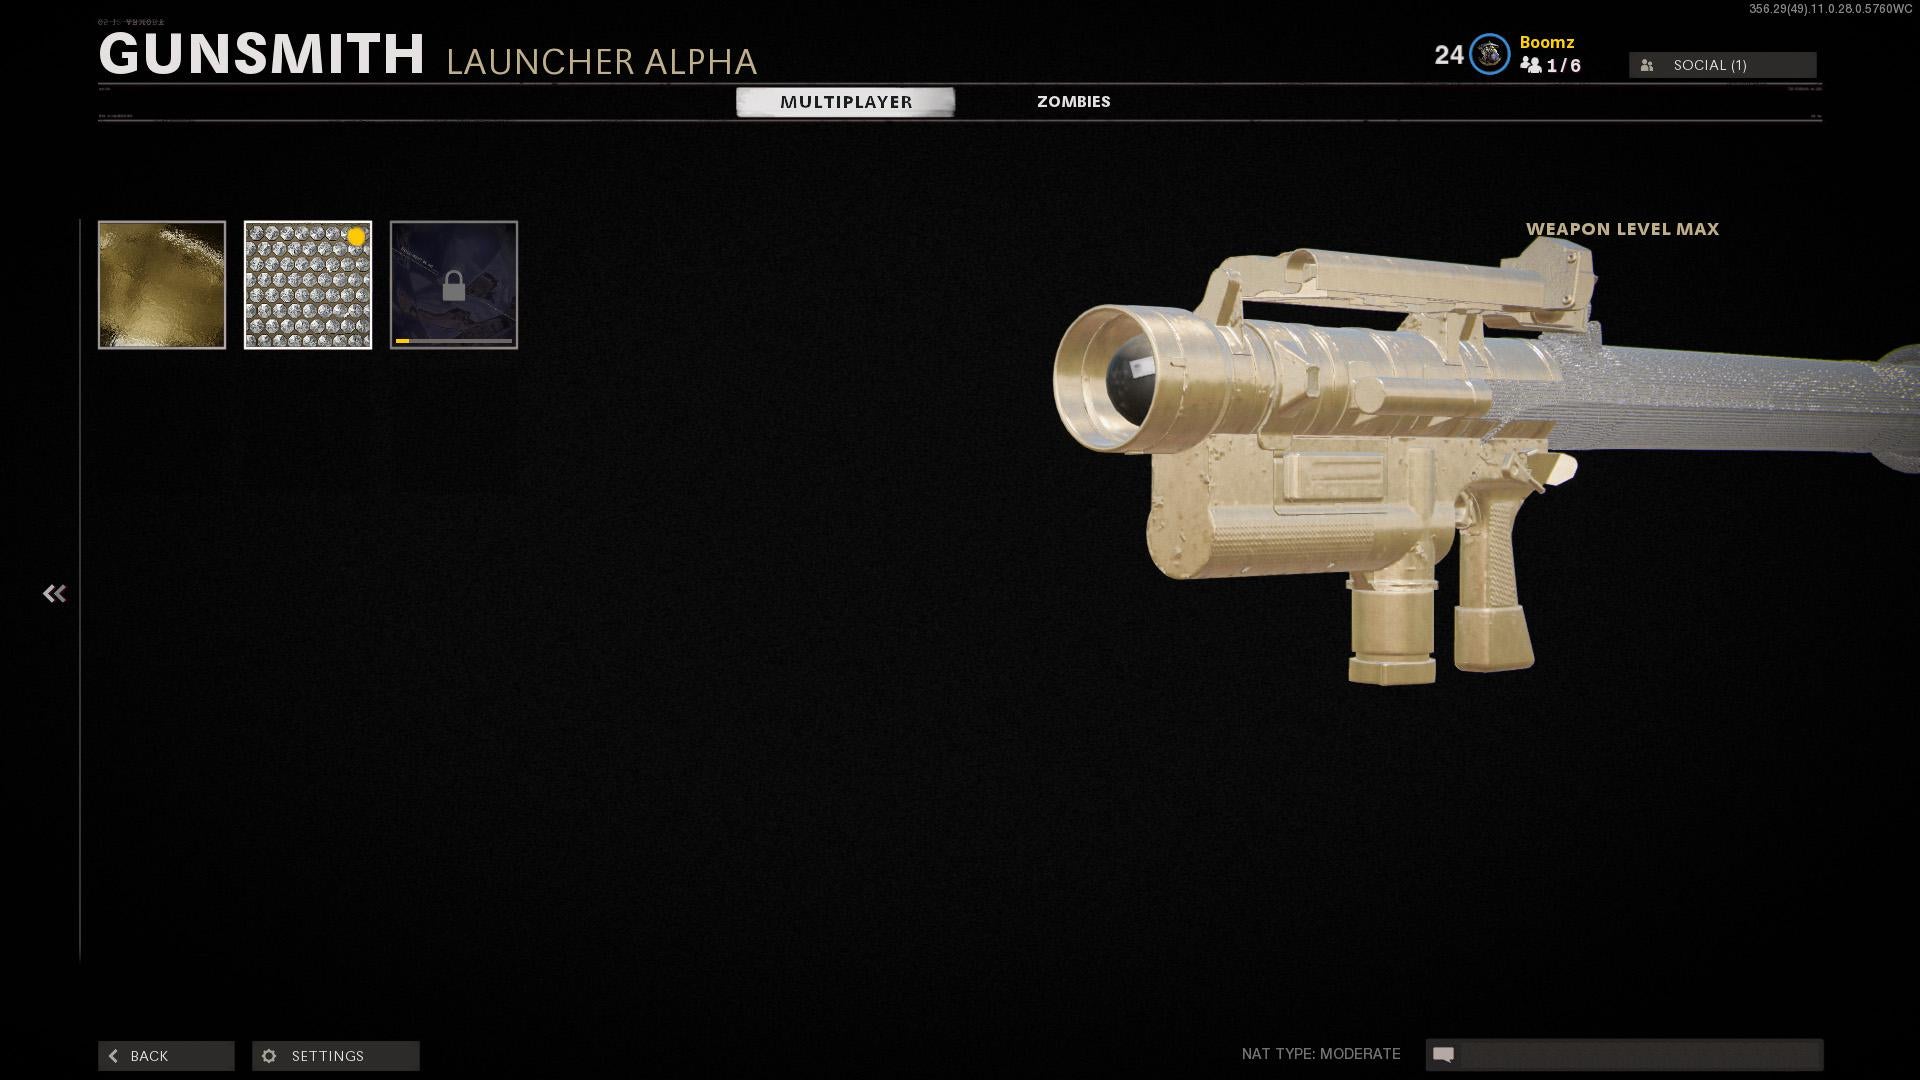 356.29(49).11.0.28.0.5760WC
GUNSMITH LAUNCHER ALPHA
24
Boomz
1/6
SOCIAL (1)
MULTIPLAYER
ZOMBIES
WEAPON LEVEL MAX
BACK
SETTINGS
NAT TYPE: MODERATE